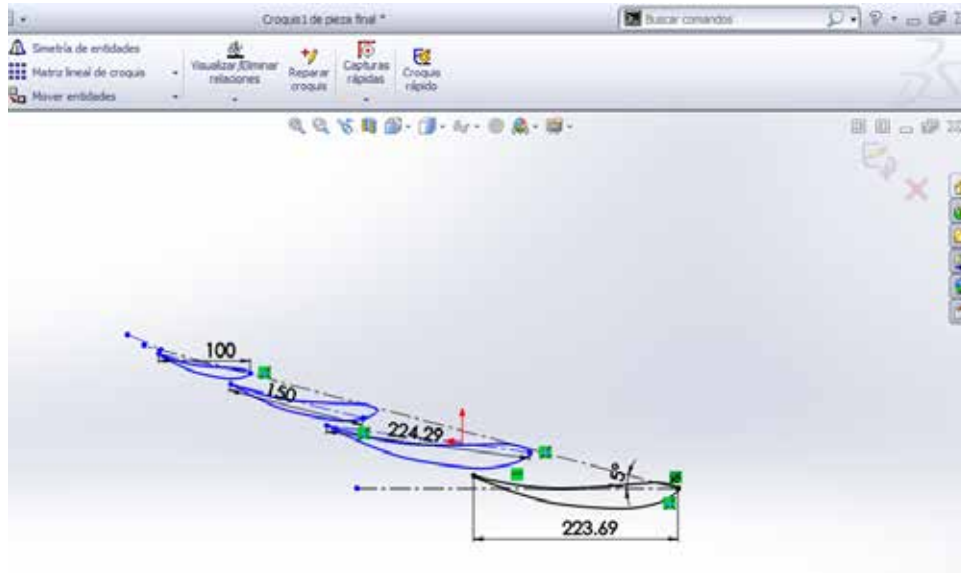 Croquis1 de pieza final *
Buscar comandos
Simetría de entidades
Matriz lineal de croquis
Mover entidades
Visualizar/Eliminar
relaciones
Reparar
croquis
Capturas
rápidas
Croquis
rápido
100
150
224.29
5°
223.69